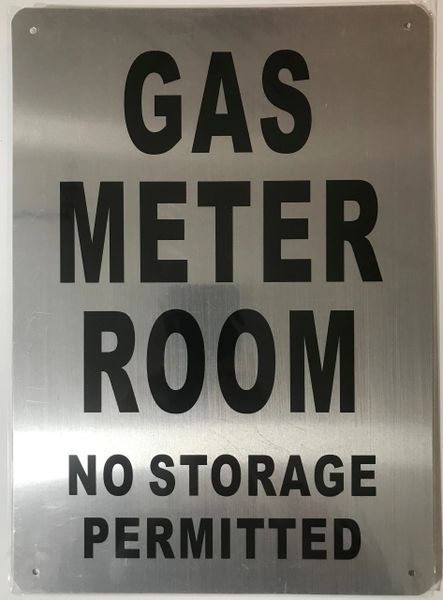 GAS
METER
ROOM
NO STORAGE
PERMITTED